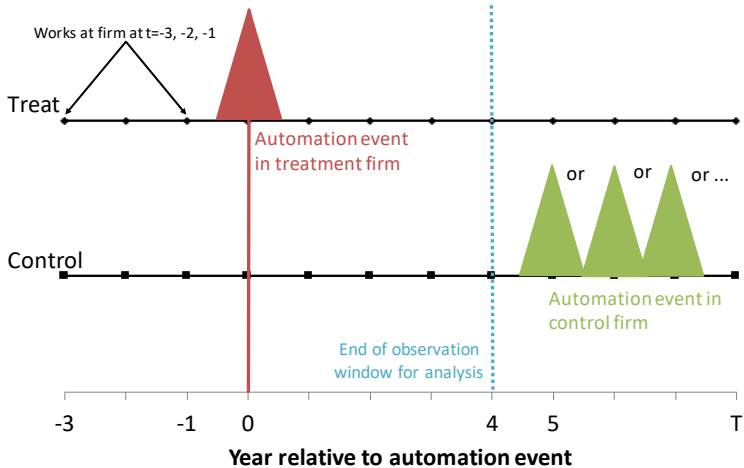 Works at firm at t=-3, -2, -1
Treat
Automation event
in treatment firm
or or or ...
Control
Automation event in
control firm
End of observation
window for analysis
-3 -1 0 4 5 T
Year relative to automation event